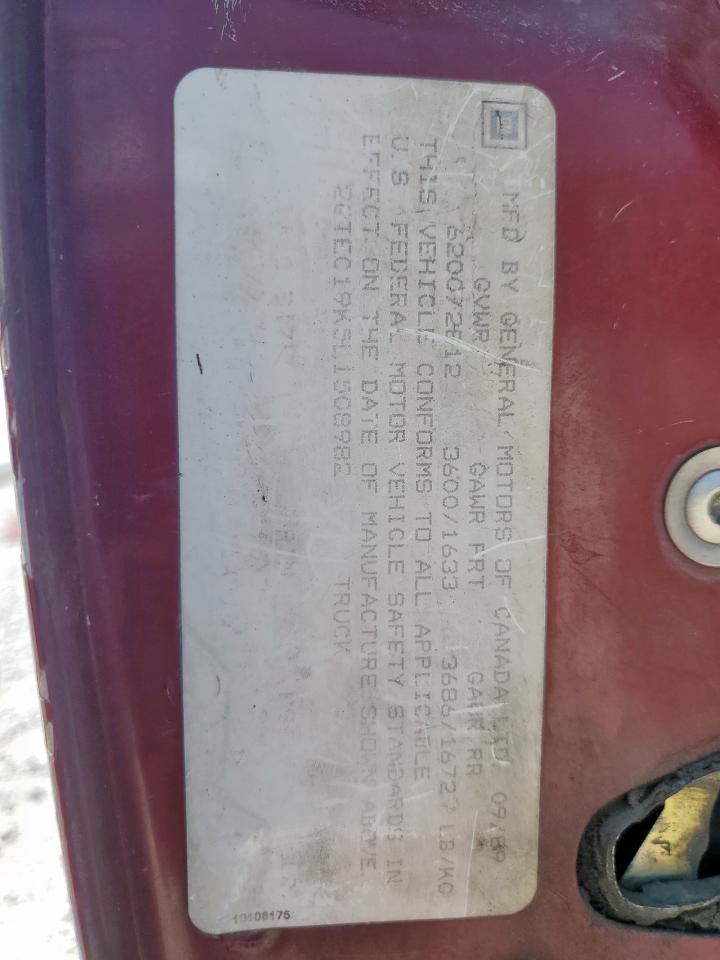 MFD BY GENERAL MOTORS OF CANADA LTD. 09/89
GVWR GAWR FRT GAWR RR
6200/2812 3600/1633 3686/1672? LB/KG
THIS VEHICLE CONFORMS TO ALL APPLICABLE
U.S FEDERAL MOTOR VEHICLE SAFETY STANDARDS IN
EFFECT ON THE DATE OF MANUFACTURE SHOWN ABOVE
2GTEC19K5L1508982 TRUCK
10108175